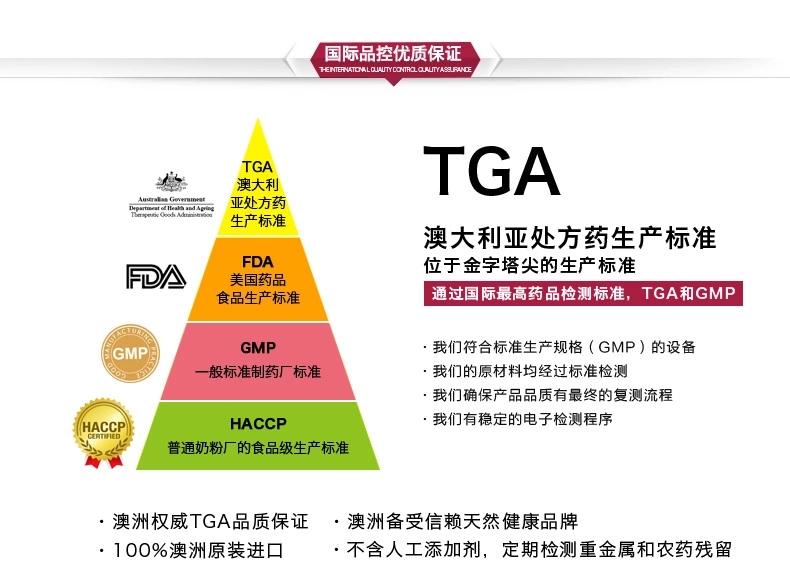 国际品控优质保证
THE INTERNATIONAL QUALITY CONTROL QUALITY ASSURANCE
TGA
澳大利
亚处方药
生产标准
Australian Government
Department of Health and Ageing
Therapeutic Goods Administration
FDA
美国药品
食品生产标准
FDA
GMP
一般标准制药厂标准
GOOD MANUFACTURING PRACTICE
GMP
HACCP
普通奶粉厂的食品级生产标准
HACCP
CERTIFIED
TGA
澳大利亚处方药生产标准
位于金字塔尖的生产标准
通过国际最高药品检测标准，TGA和GMP
· 我们符合标准生产规格（GMP）的设备
· 我们的原材料均经过标准检测
· 我们确保产品品质有最终的复测流程
· 我们有稳定的电子检测程序
· 澳洲权威TGA品质保证
· 澳洲备受信赖天然健康品牌
· 100%澳洲原装进口
· 不含人工添加剂，定期检测重金属和农药残留